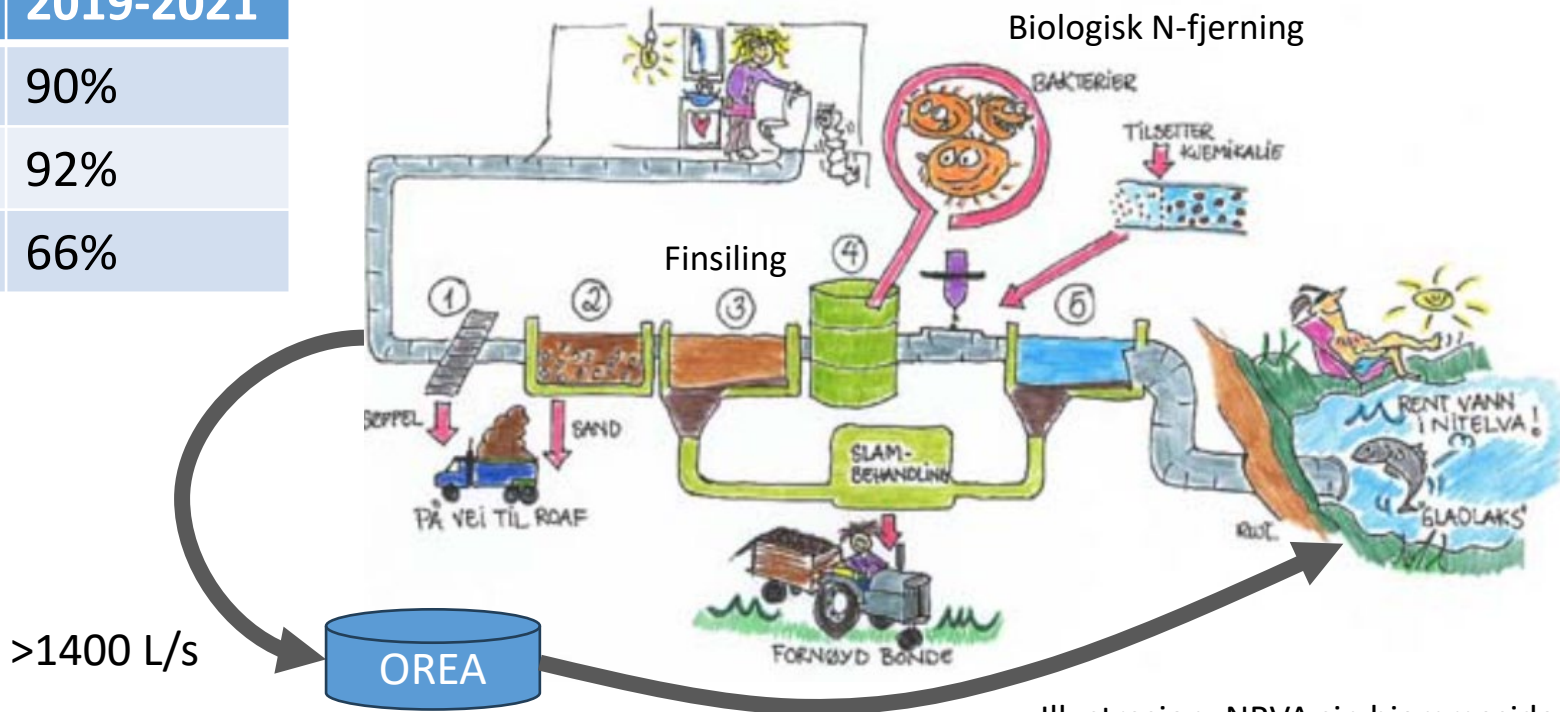 2019-2021
90%
92%
66%
Biologisk N-fjerning
BAKTERIER
TILSETTER
KJEMIKALIE
Finsiling
1
2
3
4
5
SØPPEL
SAND
PÅ VEI TIL ROAF
SLAM-
BEHANDLING
FORNØYD BONDE
RENT VANN
I NITELVA!
"GLADLAKS"
>1400 L/s
OREA